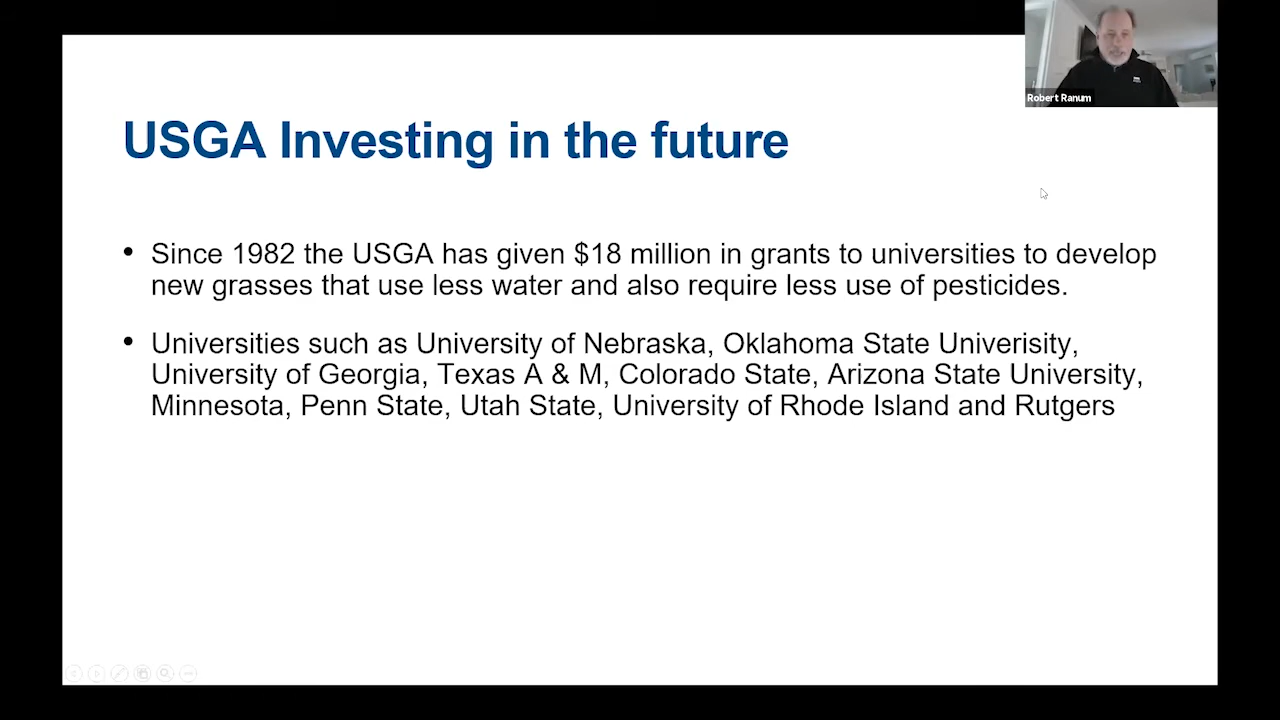 Robert Ranum
USGA Investing in the future
• Since 1982 the USGA has given $18 million in grants to universities to develop
new grasses that use less water and also require less use of pesticides.
• Universities such as University of Nebraska, Oklahoma State Univerisity,
University of Georgia, Texas A & M, Colorado State, Arizona State University,
Minnesota, Penn State, Utah State, University of Rhode Island and Rutgers